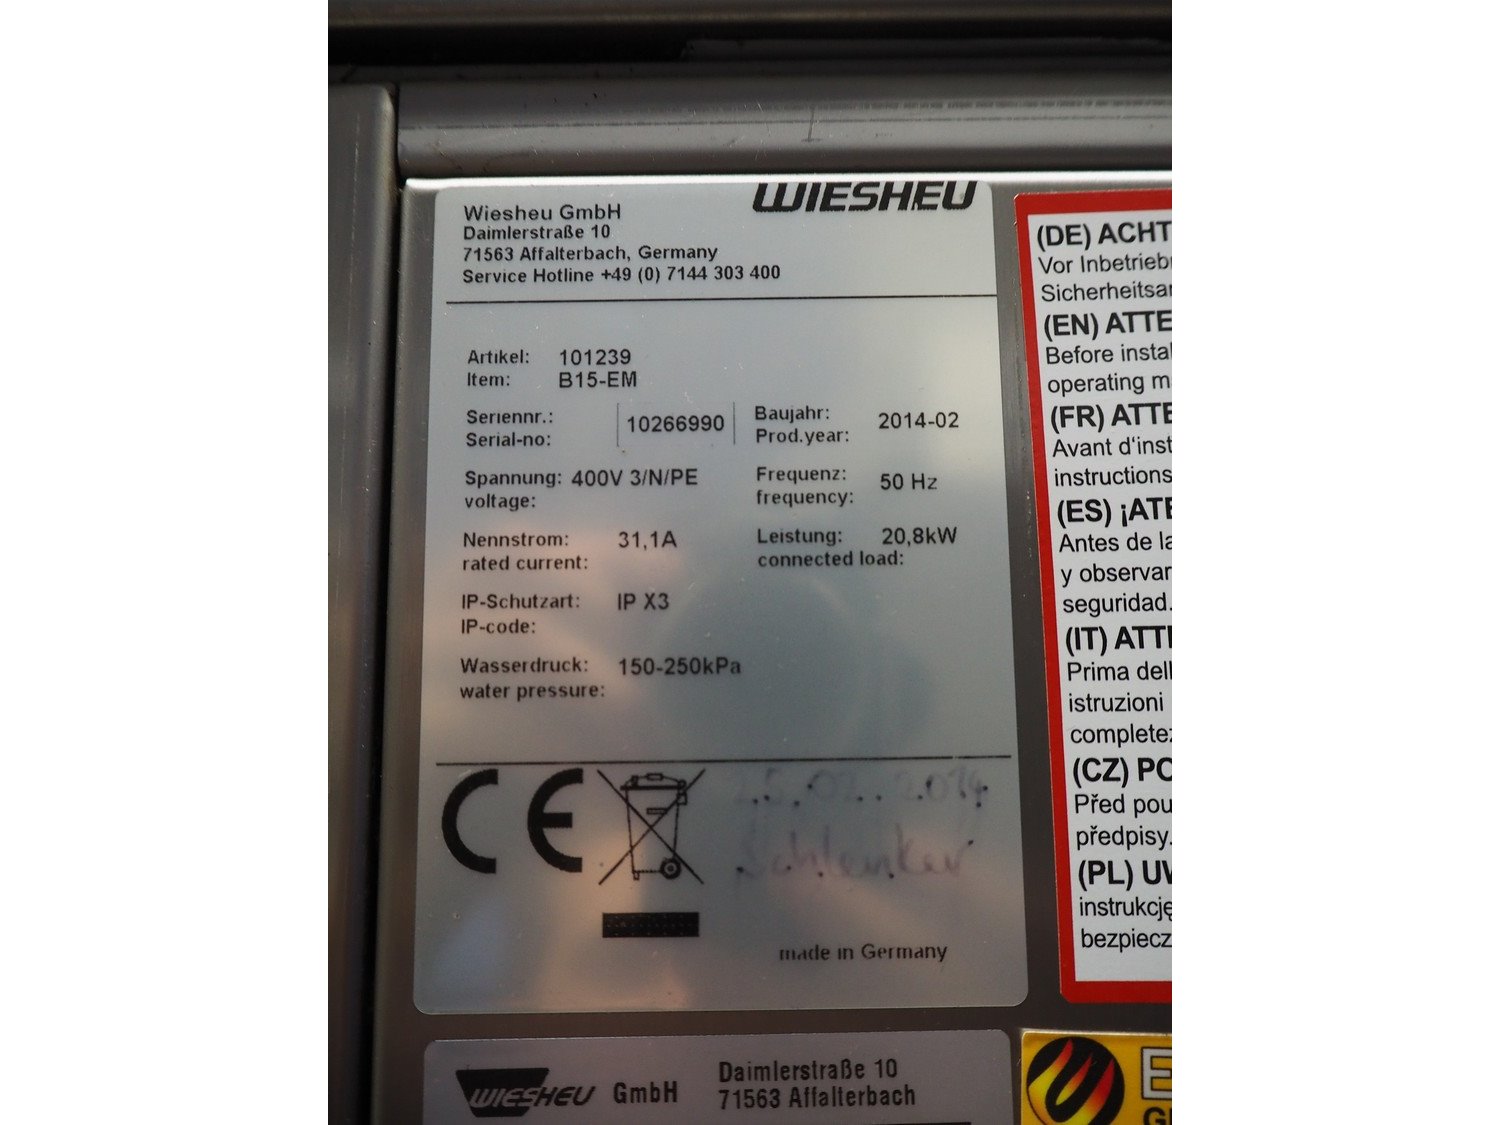 WIESHEU
Wiesheu GmbH
Daimlerstraße 10
71563 Affalterbach, Germany
Service Hotline +49 (0) 7144 303 400
Artikel: 101239
Item: B15-EM
Seriennr.:
Serial-no:
10266990
Baujahr:
Prod.year:
2014-02
Spannung: 400V 3/N/PE
voltage:
Frequenz:
frequency:
50 Hz
Nennstrom: 31,1A
rated current:
Leistung: 20,8kW
connected load:
IP-Schutzart: IP X3
IP-code:
Wasserdruck: 150-250kPa
water pressure:
CE
Schlenker
made in Germany
WIESHEU GmbH
Daimlerstraße 10
71563 Affalterbach
(DE) ACHT
Vor Inbetrieb
Sicherheitsa
(EN) ATTE
Before instal
operating m
(FR) ATTE
Avant d'inst
instructions
(ES) ¡ATE
Antes de la
y observar
seguridad.
(IT) ATT
Prima dell
istruzioni
complete
(CZ) PO
Před pou
předpisy.
(PL) UW
instrukcję
bezpiecz